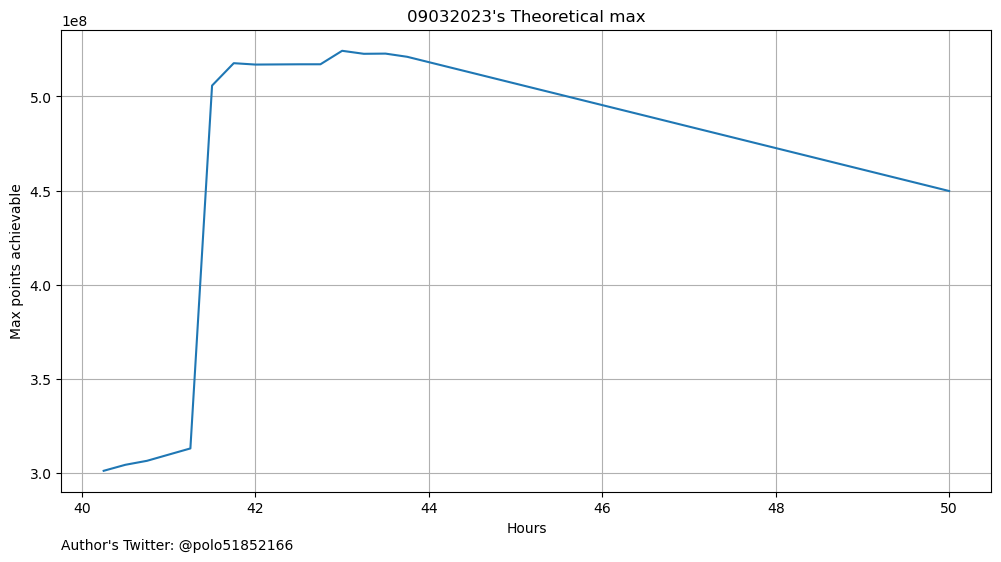 09032023's Theoretical max
1e8
5.0
4.5
4.0
3.5
3.0
Max points achievable
40 42 44 46 48 50
Hours
Author's Twitter: @polo51852166